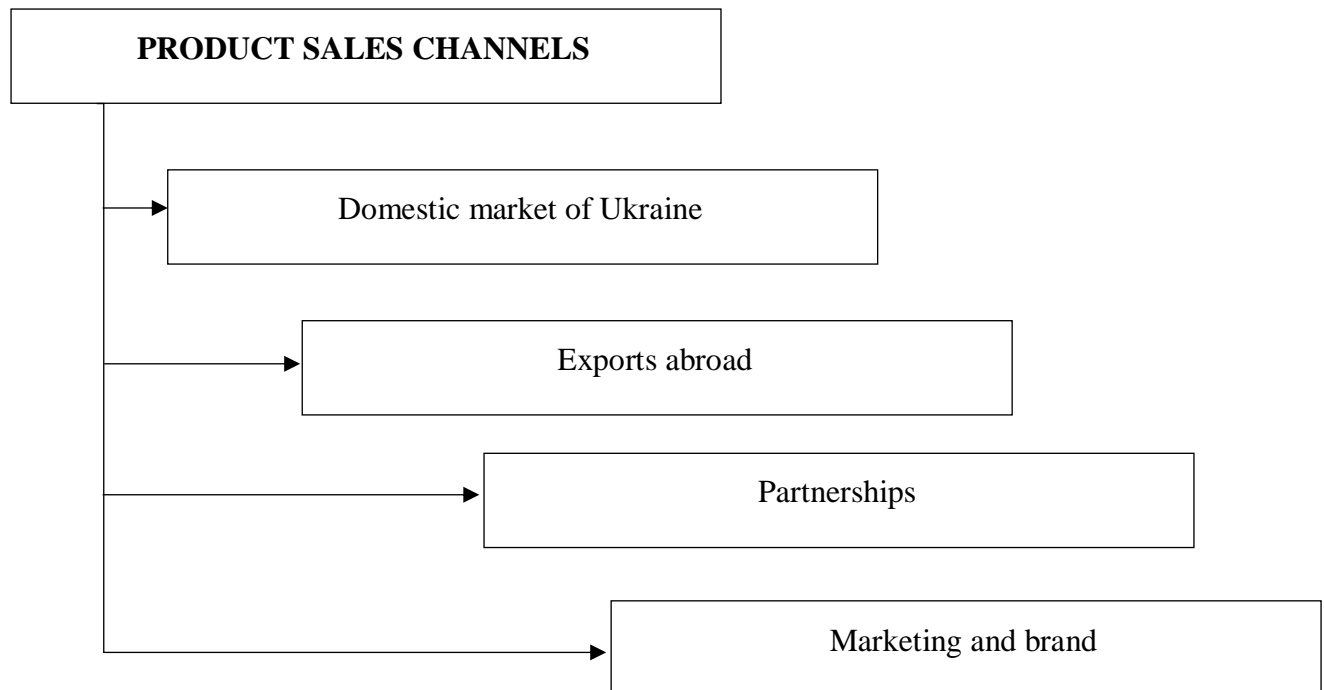 PRODUCT SALES CHANNELS
Domestic market of Ukraine
Exports abroad
Partnerships
Marketing and brand